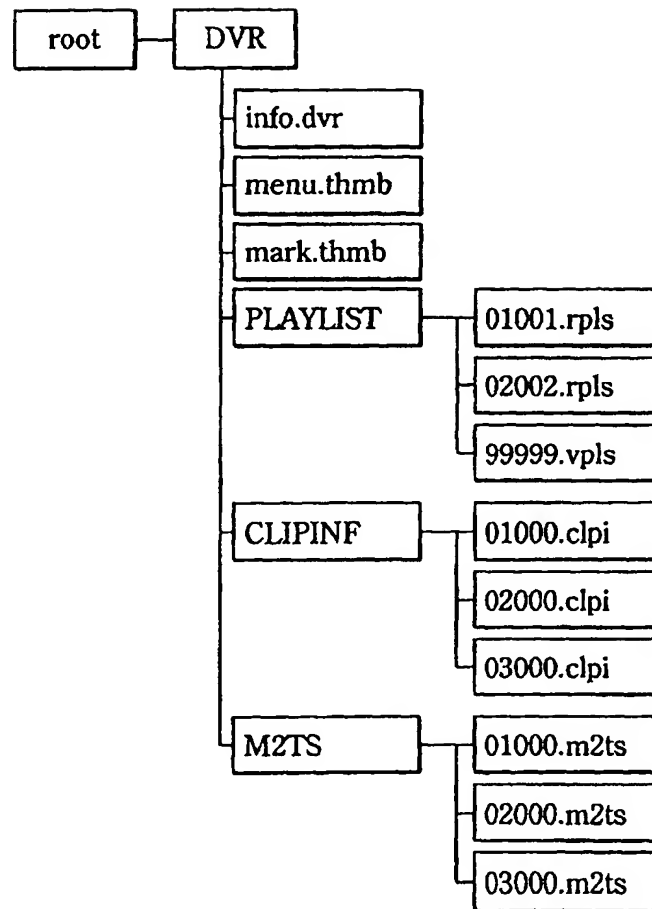 root
DVR
info.dvr
menu.thmb
mark.thmb
PLAYLIST
01001.rpls
02002.rpls
99999.vpls
CLIPINF
01000.clpi
02000.clpi
03000.clpi
M2TS
01000.m2ts
02000.m2ts
03000.m2ts